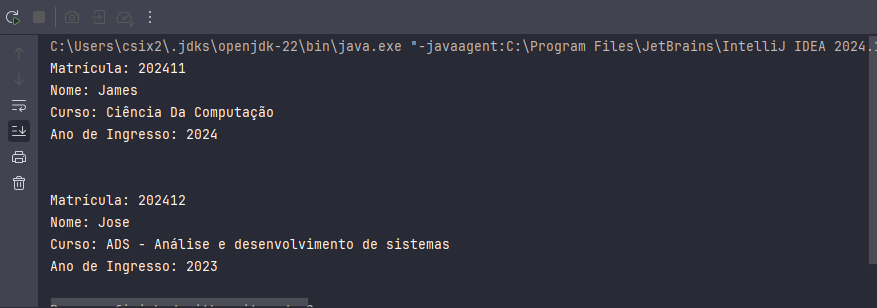 C:\Users\csix2\.jdks\openjdk-22\bin\java.exe "-javaagent:C:\Program Files\JetBrains\IntelliJ IDEA 2024.1
Matrícula: 202411
Nome: James
Curso: Ciência Da Computação
Ano de Ingresso: 2024
Matrícula: 202412
Nome: Jose
Curso: ADS - Análise e desenvolvimento de sistemas
Ano de Ingresso: 2023